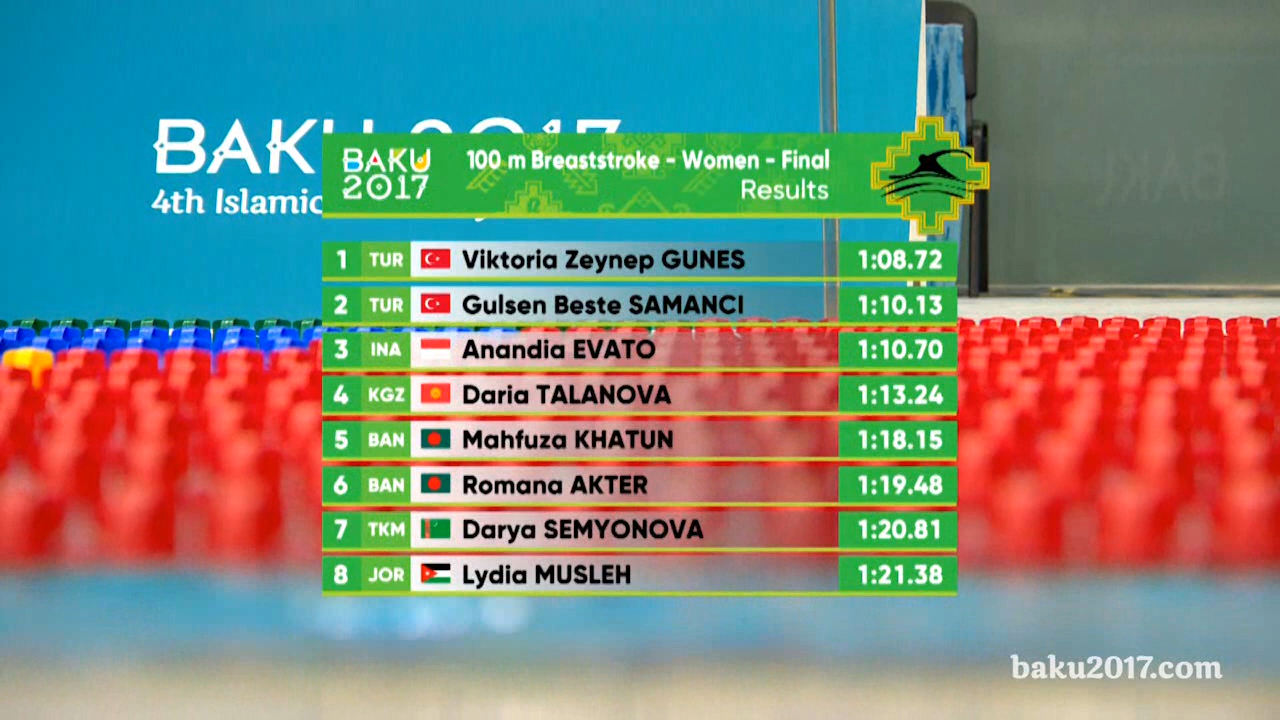 BAKU 2017
4th Islamic
BAKU
2017
100 m Breaststroke - Women - Final
Results
1 TUR Viktoria Zeynep GUNES 1:08.72
2 TUR Gulsen Beste SAMANCI 1:10.13
3 INA Anandia EVATO 1:10.70
4 KGZ Daria TALANOVA 1:13.24
5 BAN Mahfuza KHATUN 1:18.15
6 BAN Romana AKTER 1:19.48
7 TKM Darya SEMYONOVA 1:20.81
8 JOR Lydia MUSLEH 1:21.38
baku2017.com